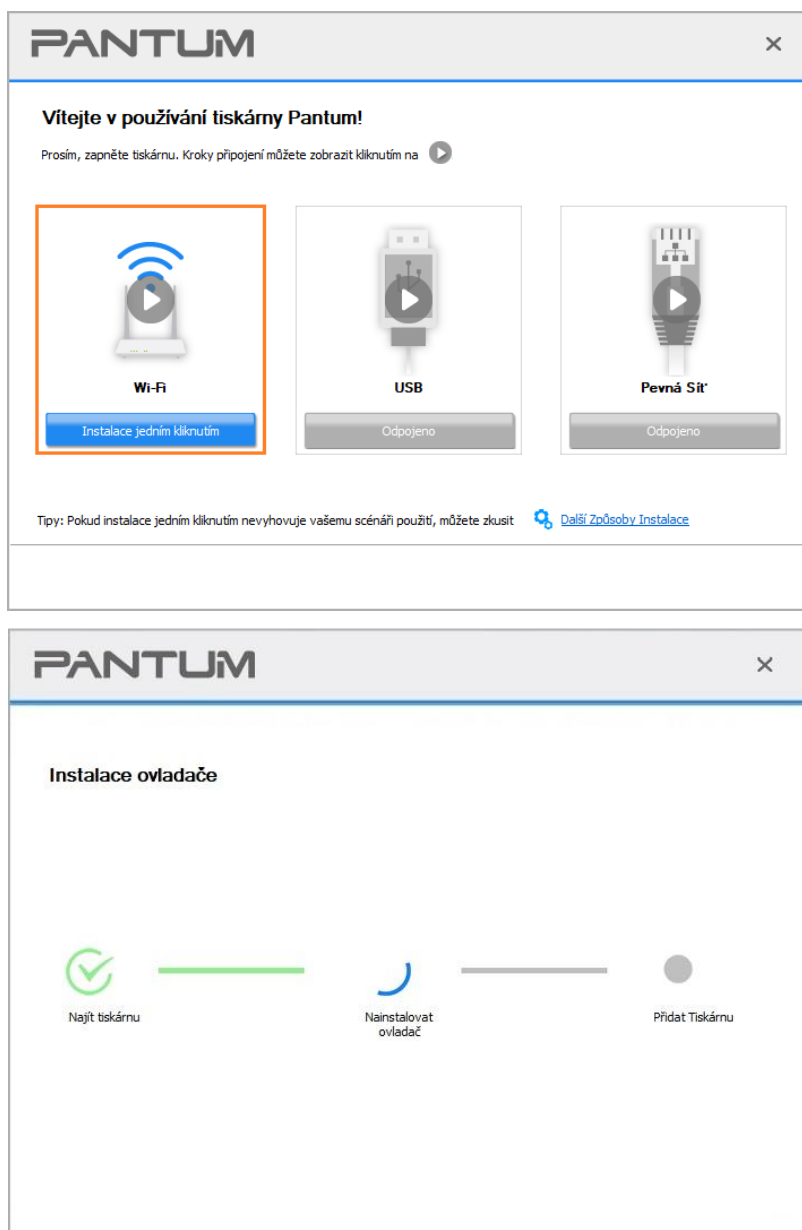 PANTUM
Vítejte v používání tiskárny Pantum!
Prosím, zapněte tiskárnu. Kroky připojení můžete zobrazit kliknutím na
Wi-Fi
USB
Pevná Síť
Instalace jedním kliknutím
Odpojeno
Odpojeno
Tipy: Pokud instalace jedním kliknutím nevyhovuje vašemu scénáři použití, můžete zkusit Další Způsoby Instalace
PANTUM
Instalace ovladače
Najít tiskárnu
Nainstalovat
ovladač
Přidat Tiskárnu